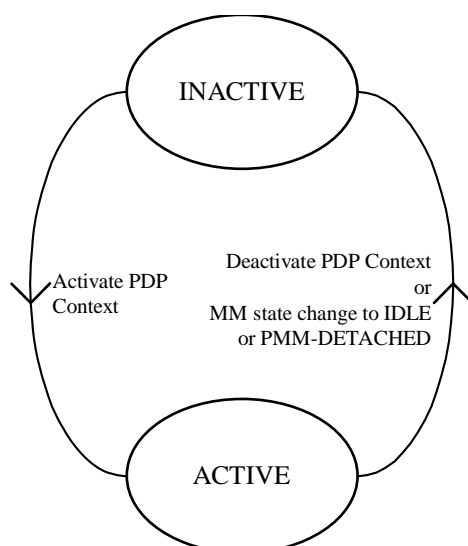 INACTIVE
Activate PDP
Context
Deactivate PDP Context
or
MM state change to IDLE
or PMM-DETACHED
ACTIVE